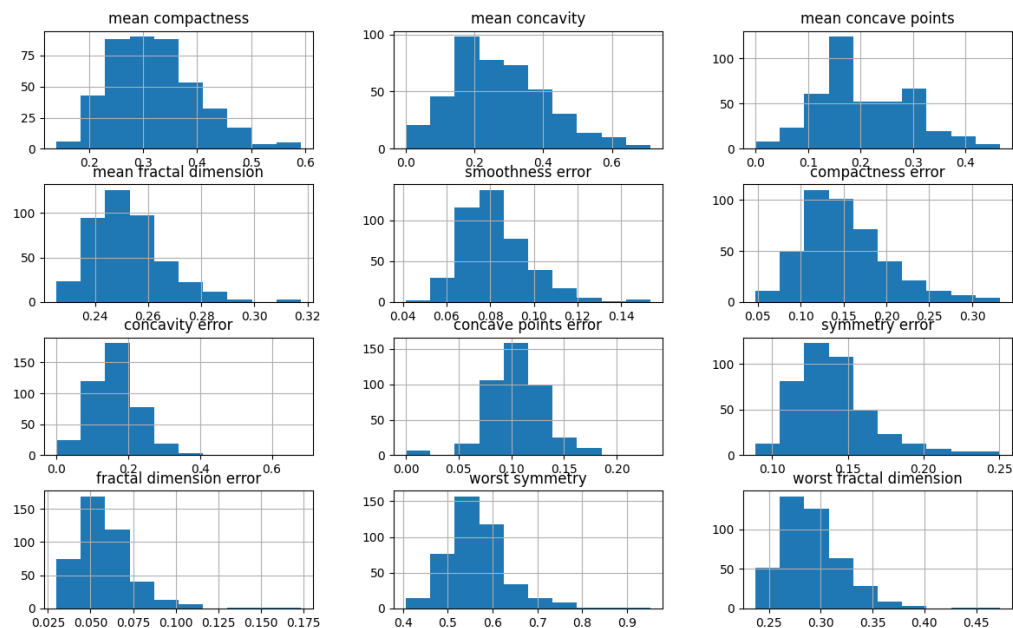 mean compactness
mean concavity
mean concave points
75
50
25
0
0.2 0.3 0.4 0.5 0.6
100
50
0
0.0 0.2 0.4 0.6
100
50
0
0.0 0.1 0.2 0.3 0.4
mean fractal dimension
smoothness error
compactness error
100
50
0
0.24 0.26 0.28 0.30 0.32
100
50
0
0.04 0.06 0.08 0.10 0.12 0.14
100
50
0
0.05 0.10 0.15 0.20 0.25 0.30
concavity error
concave points error
symmetry error
150
100
50
0
0.0 0.2 0.4 0.6
150
100
50
0
0.00 0.05 0.10 0.15 0.20
100
50
0
0.10 0.15 0.20 0.25
fractal dimension error
worst symmetry
worst fractal dimension
150
100
50
0
0.025 0.050 0.075 0.100 0.125 0.150 0.175
150
100
50
0
0.4 0.5 0.6 0.7 0.8 0.9
100
50
0
0.25 0.30 0.35 0.40 0.45